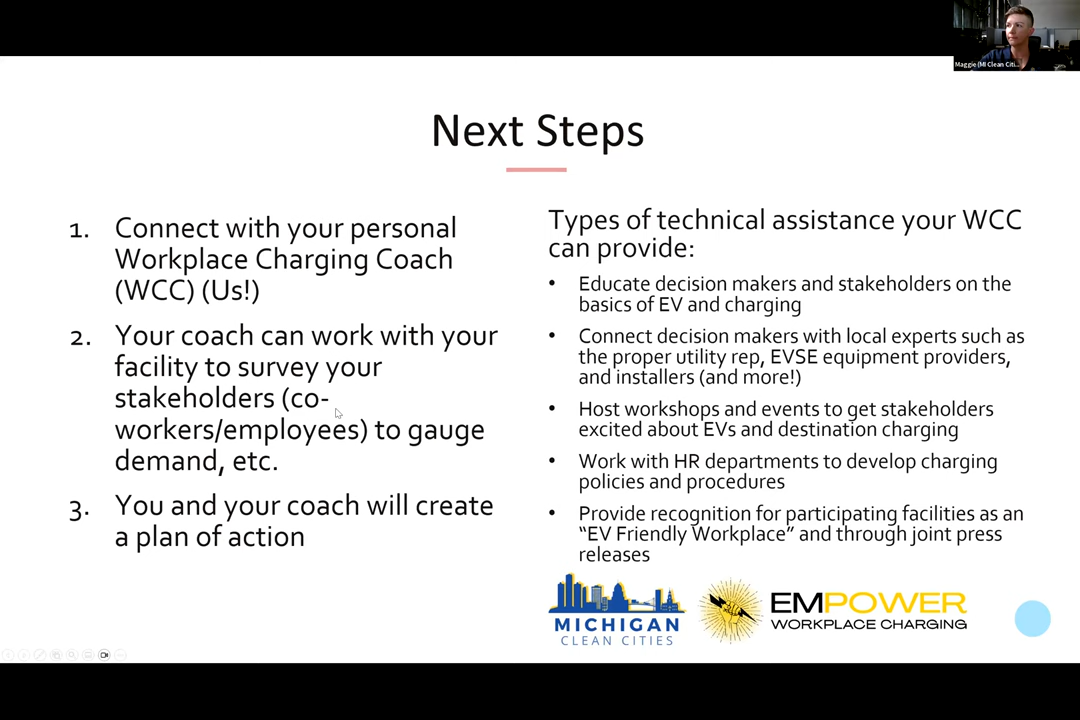 Maggie (MI Clean Citi...
Next Steps
1. Connect with your personal
Workplace Charging Coach
(WCC) (Us!)
2. Your coach can work with your
facility to survey your
stakeholders (co-
workers/employees) to gauge
demand, etc.
3. You and your coach will create
a plan of action
Types of technical assistance your WCC
can provide:
• Educate decision makers and stakeholders on the
basics of EV and charging
• Connect decision makers with local experts such as
the proper utility rep, EVSE equipment providers,
and installers (and more!)
• Host workshops and events to get stakeholders
excited about EVs and destination charging
• Work with HR departments to develop charging
policies and procedures
• Provide recognition for participating facilities as an
“EV Friendly Workplace” and through joint press
releases
MICHIGAN
CLEAN CITIES
EMPOWER
WORKPLACE CHARGING